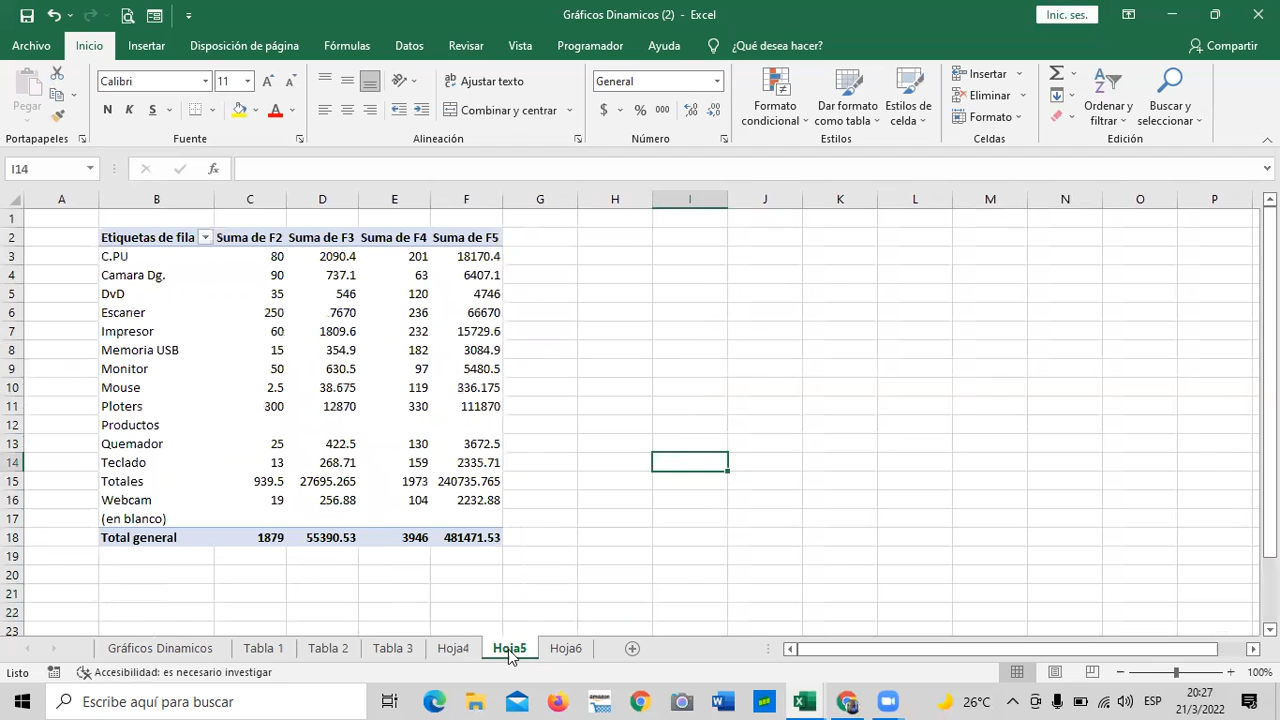 Gráficos Dinamicos (2) - Excel
Inic. ses.
Archivo Inicio Insertar Disposición de página Fórmulas Datos Revisar Vista Programador Ayuda ¿Qué desea hacer? Compartir
Pegar
Calibri 11
N K S
Ajustar texto
Combinar y centrar
General
$ % 000
Formato condicional
Dar formato como tabla
Estilos de celda
Insertar
Eliminar
Formato
Ordenar y filtrar
Buscar y seleccionar
Portapapeles Fuente Alineación Número Estilos Celdas Edición
I14 fx
A B C D E F G H I J K L M N O P
1
2 Etiquetas de fila Suma de F2 Suma de F3 Suma de F4 Suma de F5
3 C.PU 80 2090.4 201 18170.4
4 Camara Dg. 90 737.1 63 6407.1
5 DvD 35 546 120 4746
6 Escaner 250 7670 236 66670
7 Impresor 60 1809.6 232 15729.6
8 Memoria USB 15 354.9 182 3084.9
9 Monitor 50 630.5 97 5480.5
10 Mouse 2.5 38.675 119 336.175
11 Ploters 300 12870 330 111870
12 Productos
13 Quemador 25 422.5 130 3672.5
14 Teclado 13 268.71 159 2335.71
15 Totales 939.5 27695.265 1973 240735.765
16 Webcam 19 256.88 104 2232.88
17 (en blanco)
18 Total general 1879 55390.53 3946 481471.53
19
20
21
22
23
Gráficos Dinamicos Tabla 1 Tabla 2 Tabla 3 Hoja4 Hoja5 Hoja6
Listo Accesibilidad: es necesario investigar 100%
Escribe aquí para buscar
26°C
ESP
20:27
21/3/2022